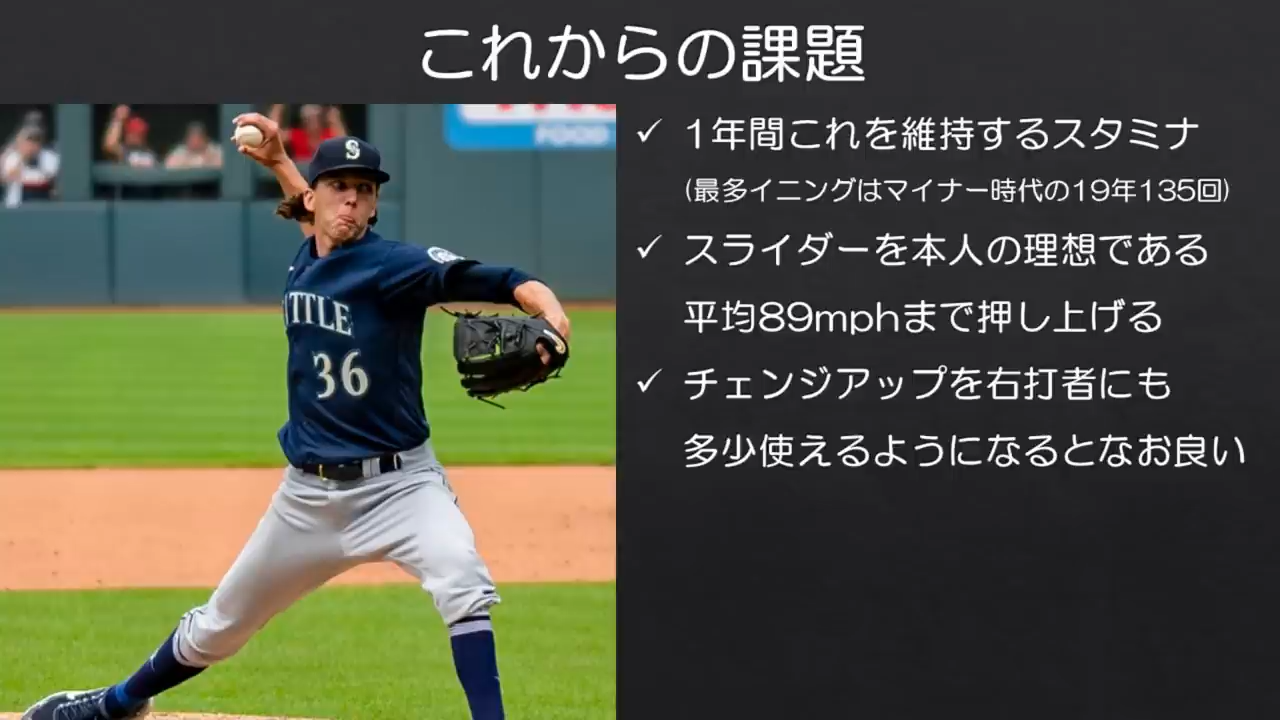 これからの課題
✓ 1年間これを維持するスタミナ
(最多イニングはマイナー時代の19年135回)
✓ スライダーを本人の理想である
平均89mphまで押し上げる
✓ チェンジアップを右打者にも
多少使えるようになるとなお良い
FOOD
S
TTLE
36